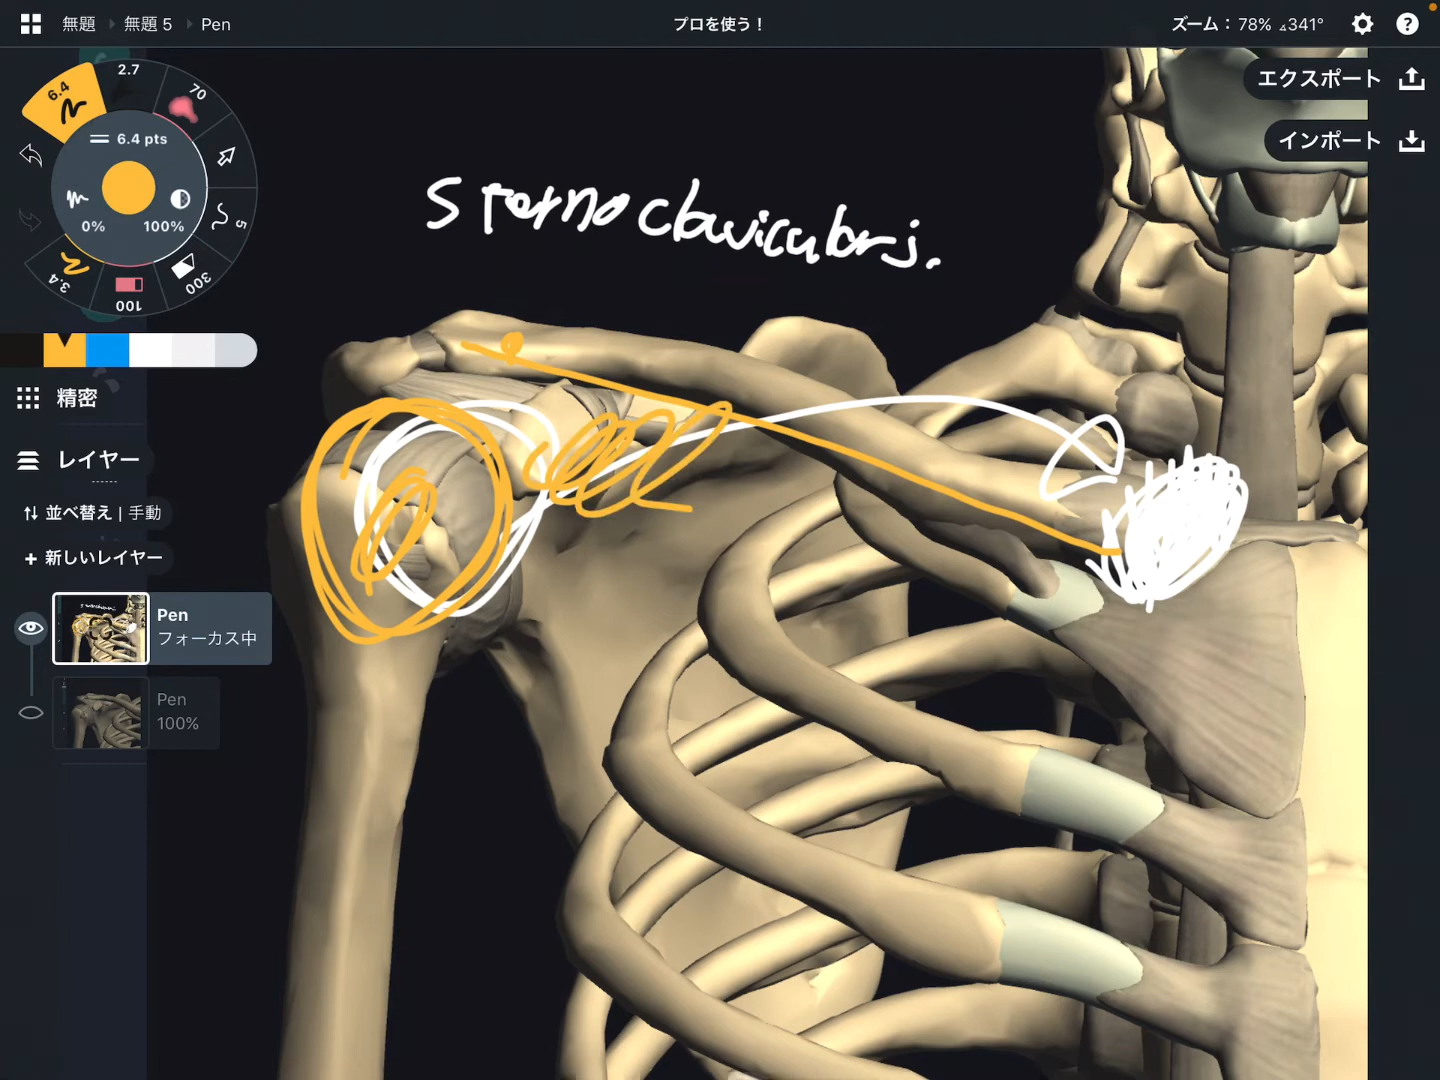 無題 無題 5 Pen
プロを使う！
ズーム： 78% ⦟341°
エクスポート
インポート
6.4
2.7
70
5
300
100
3.4
6.4 pts
0% 100%
Sternoclavicular j.
精密
レイヤー
並べ替え | 手動
+ 新しいレイヤー
Pen
フォーカス中
Pen
100%